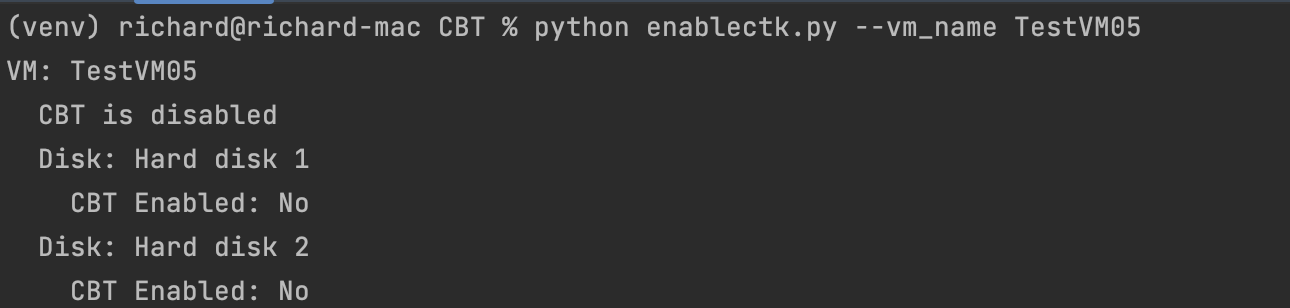 (venv) richard@richard-mac CBT % python enablectk.py --vm_name TestVM05
VM: TestVM05
  CBT is disabled
  Disk: Hard disk 1
    CBT Enabled: No
  Disk: Hard disk 2
    CBT Enabled: No